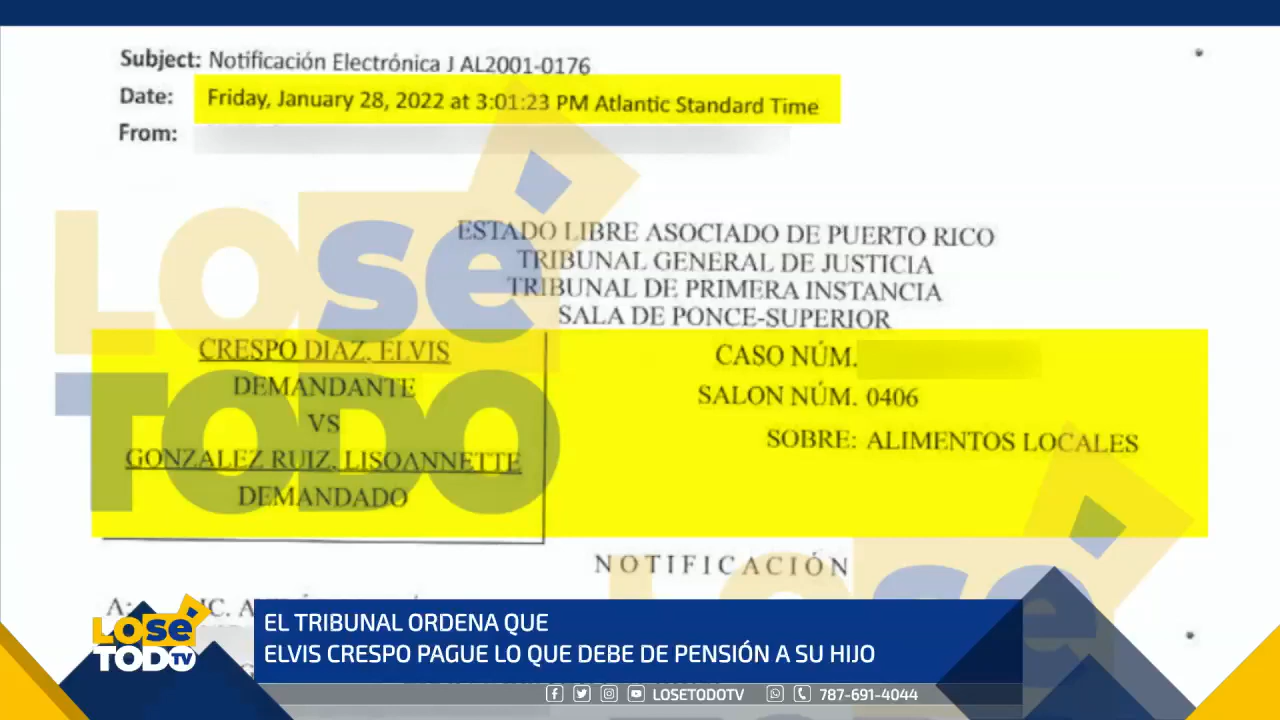 Subject: Notificación Electrónica J AL2001-0176
Date: Friday, January 28, 2022 at 3:01:23 PM Atlantic Standard Time
From:
ESTADO LIBRE ASOCIADO DE PUERTO RICO
TRIBUNAL GENERAL DE JUSTICIA
TRIBUNAL DE PRIMERA INSTANCIA
SALA DE PONCE-SUPERIOR
CRESPO DIAZ, ELVIS
DEMANDANTE
VS
GONZALEZ RUIZ, LISOANNETTE
DEMANDADO
CASO NÚM.
SALON NÚM. 0406
SOBRE: ALIMENTOS LOCALES
NOTIFICACIÓN
LOSé
TODO
A:
LOSé
TODOTV
EL TRIBUNAL ORDENA QUE
ELVIS CRESPO PAGUE LO QUE DEBE DE PENSIÓN A SU HIJO
LOSETODOTV 787-691-4044